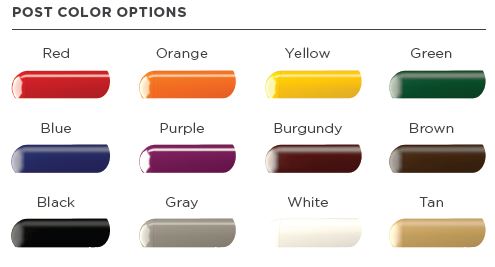 POST COLOR OPTIONS
Red Orange Yellow Green
Blue Purple Burgundy Brown
Black Gray White Tan